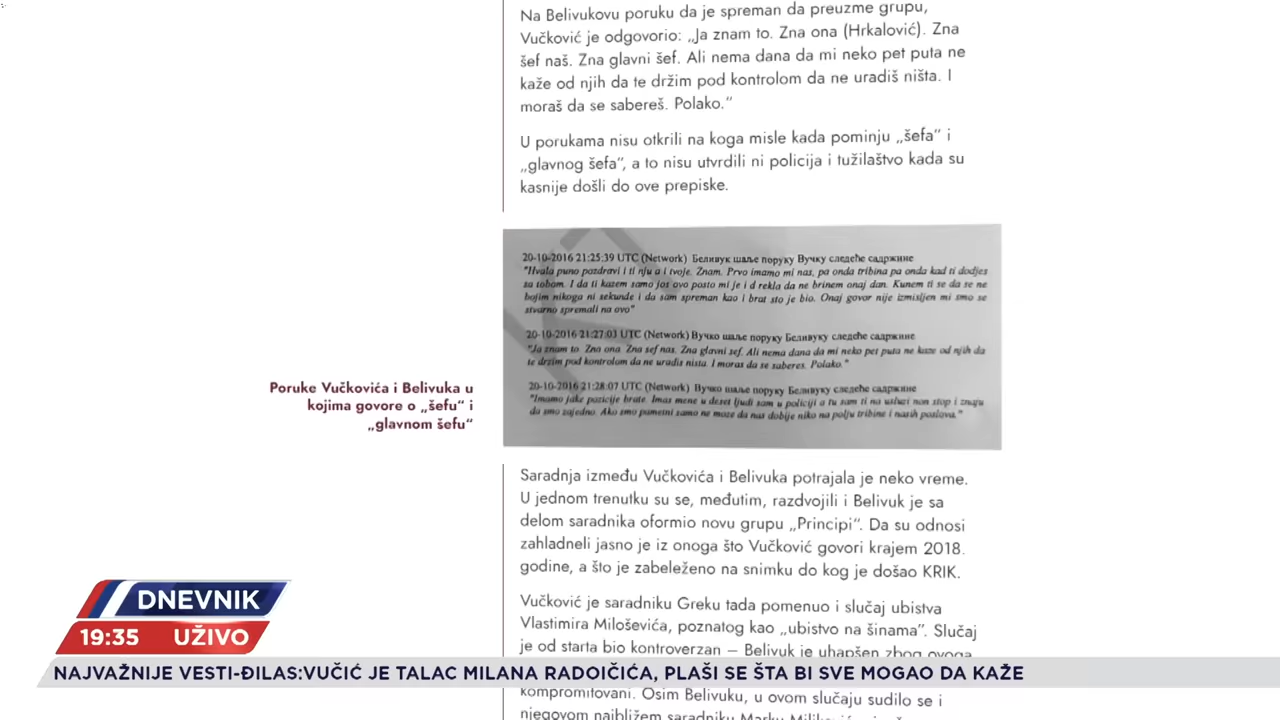 Na Belivukovu poruku da je spreman da preuzme grupu,
Vučković je odgovorio: „Ja znam to. Zna ona (Hrkalović). Zna
šef naš. Zna glavni šef. Ali nema dana da mi neko pet puta ne
kaže od njih da te držim pod kontrolom da ne uradiš ništa. I
moraš da se sabereš. Polako.“
U porukama nisu otkrili na koga misle kada pominju „šefa“ i
„glavnog šefa“, a to nisu utvrdili ni policija i tužilaštvo kada su
kasnije došli do ove prepiske.
20-10-2016 21:25:39 UTC (Network) Беливук шаље поруку Вучку следеће садржине
"Hvala puno pozdravi i ti nju a i tvoje. Znam. Prvo imamo mi nas, pa onda tribina pa onda kad ti dodjes
sa tobom. I da ti kazem samo jos ovo posto mi je i d rekla da ne brinem onaj dan. Kunem ti se da se ne
bojim nikoga ni sekunde i da sam spreman kao i brat sto je bio. Onaj govor nije izmisljen mi smo se
stvarno spremali na ovo"
20-10-2016 21:27:03 UTC (Network) Вучко шаље поруку Беливуку следеће садржине
"Ja znam to. Zna ona. Zna sef nas. Zna glavni sef. Ali nema dana da mi neko pet puta ne kaze od njih da
te drzim pod kontrolom da ne uradis nista. I moras da se saberes. Polako."
20-10-2016 21:28:07 UTC (Network) Вучко шаље поруку Беливуку следеће садржине
"Imamo jake pozicije brate. Imas mene u deset ljudi sam u policiji a tu sam ti na usluzi non stop i znaju
da smo zajedno. Ako smo pametni samo ne moze da nas dobije niko na polju tribine i nasih poslova."
Poruke Vučkovića i Belivuka u
kojima govore o „šefu“ i
„glavnom šefu“
Saradnja između Vučkovića i Belivuka potrajala je neko vreme.
U jednom trenutku su se, međutim, razdvojili i Belivuk je sa
delom saradnika oformio novu grupu „Principi“. Da su odnosi
zahladneli jasno je iz onoga što Vučković govori krajem 2018.
godine, a što je zabeleženo na snimku do kog je došao KRIK.
Vučković je saradniku Greku tada pomenuo i slučaj ubistva
Vlastimira Miloševića, poznatog kao „ubistvo na šinama“. Slučaj
je od starta bio kontroverzan – Belivuk je uhapšen zbog ovoga
kompromitovani. Osim Belivuku, u ovom slučaju sudilo se i
njegovom najbližem saradniku Marku
DNEVNIK
19:35 UŽIVO
NAJVAŽNIJE VESTI-ĐILAS:VUČIĆ JE TALAC MILANA RADOIČIĆA, PLAŠI SE ŠTA BI SVE MOGAO DA KAŽE